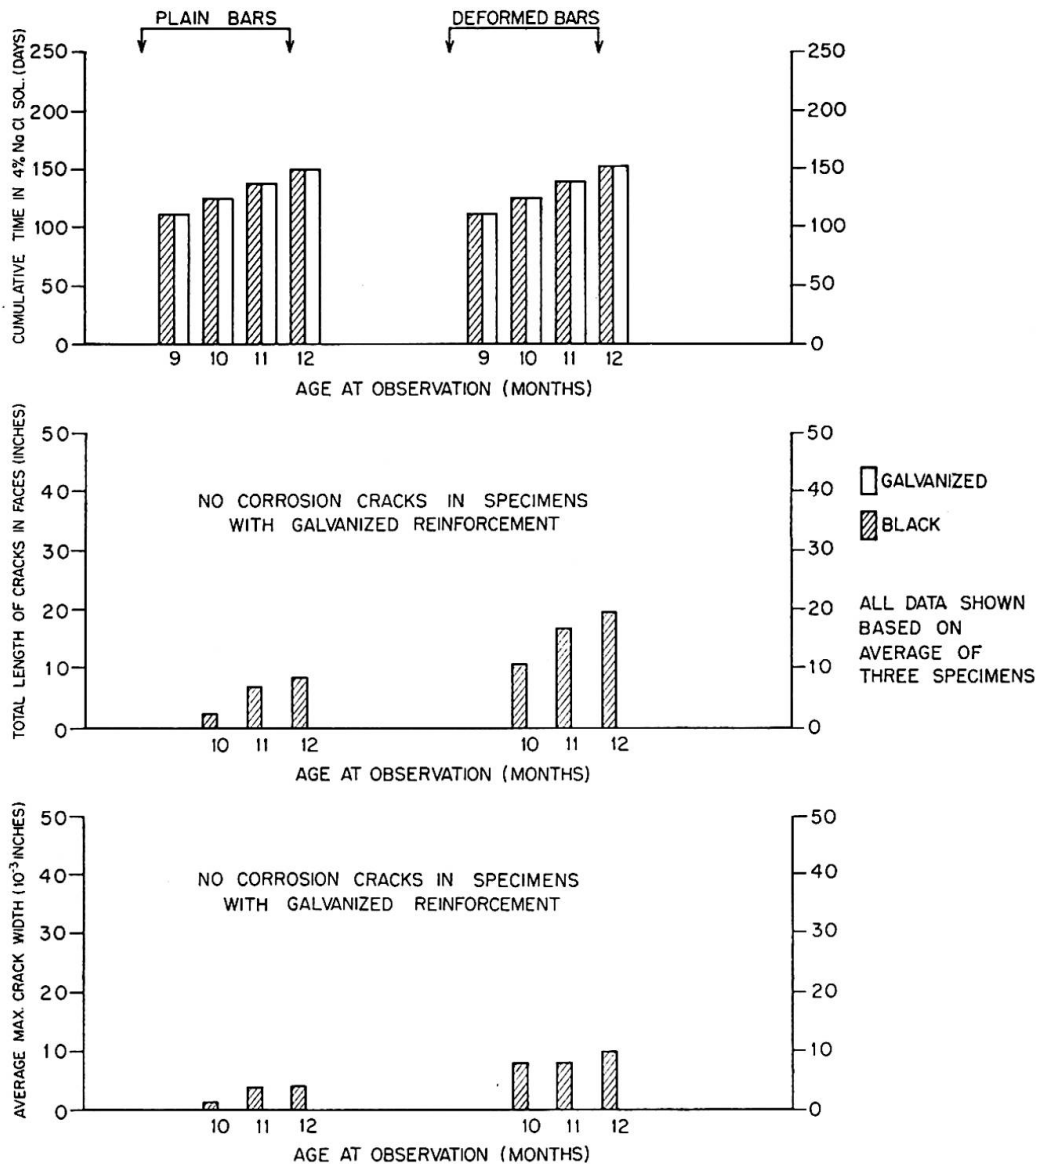 PLAIN BARS
DEFORMED BARS
CUMULATIVE TIME IN 4% NaCl SOL. (DAYS)
250
200
150
100
50
0
250
200
150
100
50
0
9 10 11 12 9 10 11 12
AGE AT OBSERVATION (MONTHS)
TOTAL LENGTH OF CRACKS IN FACES (INCHES)
50
40
30
20
10
0
NO CORROSION CRACKS IN SPECIMENS
WITH GALVANIZED REINFORCEMENT
50
40
30
20
10
0
10 11 12 10 11 12
AGE AT OBSERVATION (MONTHS)
GALVANIZED
BLACK
ALL DATA SHOWN
BASED ON
AVERAGE OF
THREE SPECIMENS
AVERAGE MAX. CRACK WIDTH (10⁻³ INCHES)
50
40
30
20
10
0
NO CORROSION CRACKS IN SPECIMENS
WITH GALVANIZED REINFORCEMENT
50
40
30
20
10
0
10 11 12 10 11 12
AGE AT OBSERVATION (MONTHS)